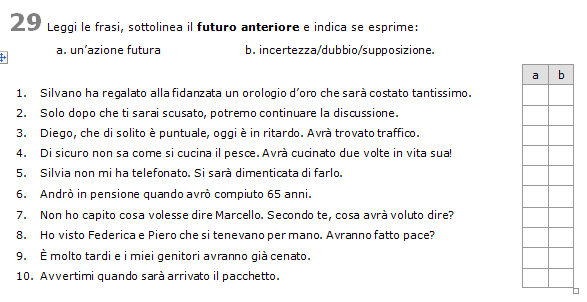 29 Leggi le frasi, sottolinea il futuro anteriore e indica se esprime:
a. un'azione futura b. incertezza/dubbio/supposizione.
a b
1. Silvano ha regalato alla fidanzata un orologio d'oro che sarà costato tantissimo.
2. Solo dopo che ti sarai scusato, potremo continuare la discussione.
3. Diego, che di solito è puntuale, oggi è in ritardo. Avrà trovato traffico.
4. Di sicuro non sa come si cucina il pesce. Avrà cucinato due volte in vita sua!
5. Silvia non mi ha telefonato. Si sarà dimenticata di farlo.
6. Andrò in pensione quando avrò compiuto 65 anni.
7. Non ho capito cosa volesse dire Marcello. Secondo te, cosa avrà voluto dire?
8. Ho visto Federica e Piero che si tenevano per mano. Avranno fatto pace?
9. È molto tardi e i miei genitori avranno già cenato.
10. Avvertimi quando sarà arrivato il pacchetto.